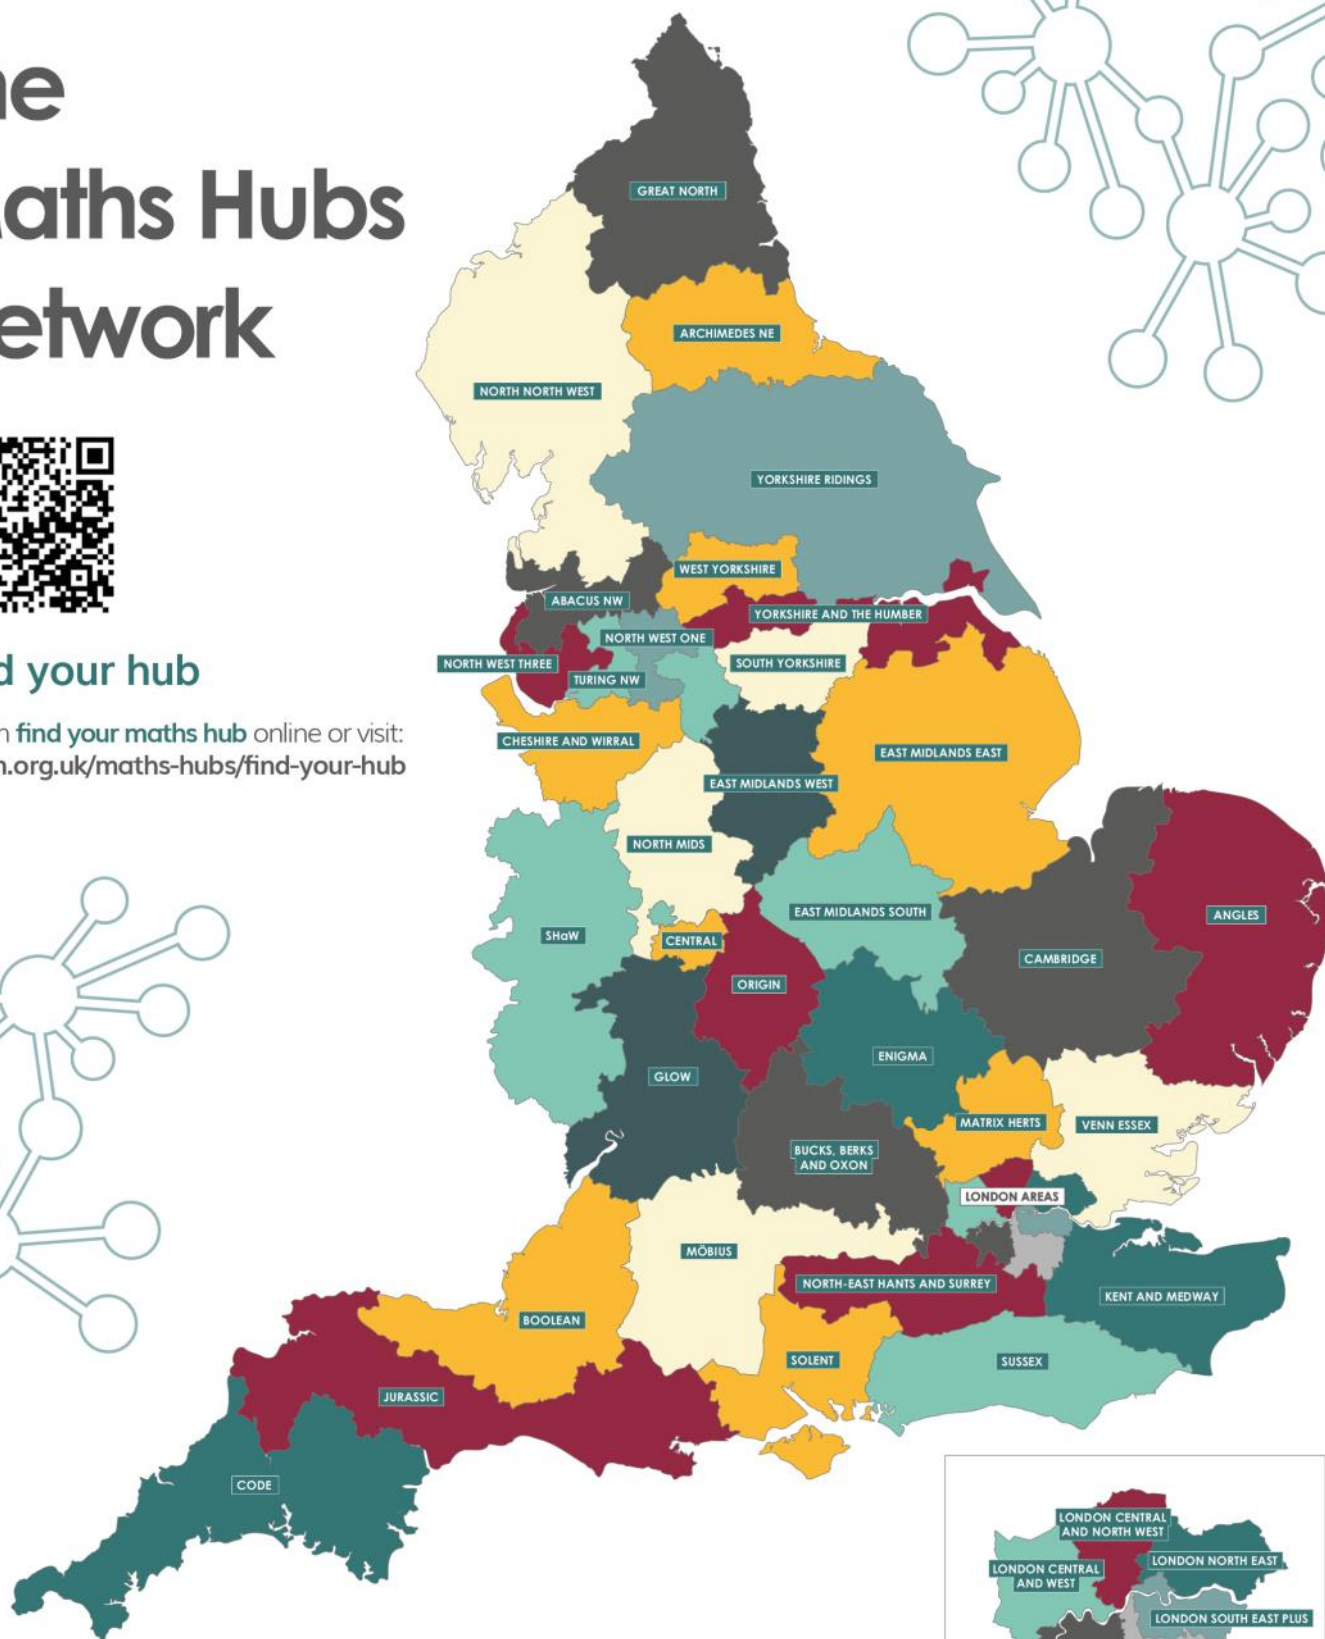 ne
aths Hubs
etwork
d your hub
n find your maths hub online or visit:
n.org.uk/maths-hubs/find-your-hub
GREAT NORTH
ARCHIMEDES NE
NORTH NORTH WEST
YORKSHIRE RIDINGS
WEST YORKSHIRE
ABACUS NW
YORKSHIRE AND THE HUMBER
NORTH WEST ONE
NORTH WEST THREE
SOUTH YORKSHIRE
TURING NW
CHESHIRE AND WIRRAL
EAST MIDLANDS EAST
EAST MIDLANDS WEST
NORTH MIDS
EAST MIDLANDS SOUTH
ANGLES
SHaW
CENTRAL
CAMBRIDGE
ORIGIN
ENIGMA
GLOW
MATRIX HERTS
VENN ESSEX
BUCKS, BERKS
AND OXON
LONDON AREAS
MÖBIUS
NORTH-EAST HANTS AND SURREY
KENT AND MEDWAY
BOOLEAN
SOLENT
SUSSEX
JURASSIC
CODE
LONDON CENTRAL
AND NORTH WEST
LONDON NORTH EAST
LONDON CENTRAL
AND WEST
LONDON SOUTH EAST PLUS